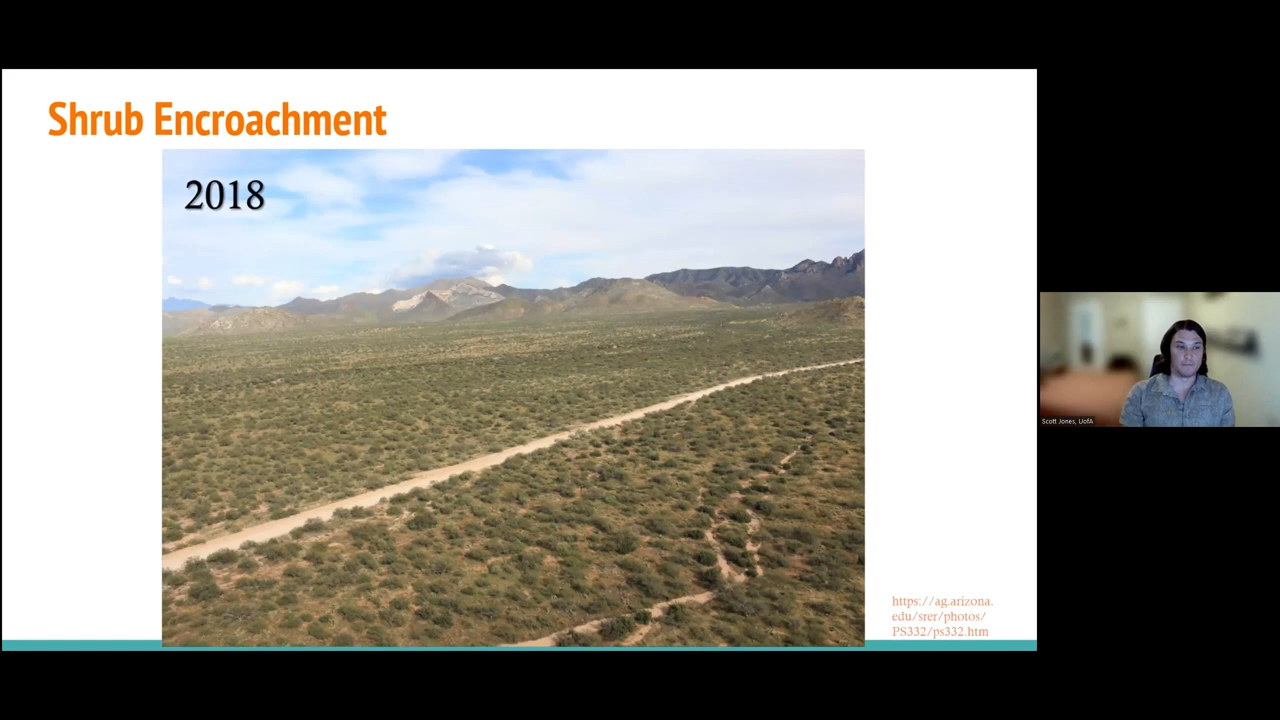 Shrub Encroachment
2018
https://ag.arizona.
edu/srer/photos/
PS332/ps332.htm
Scott Jones, UofA